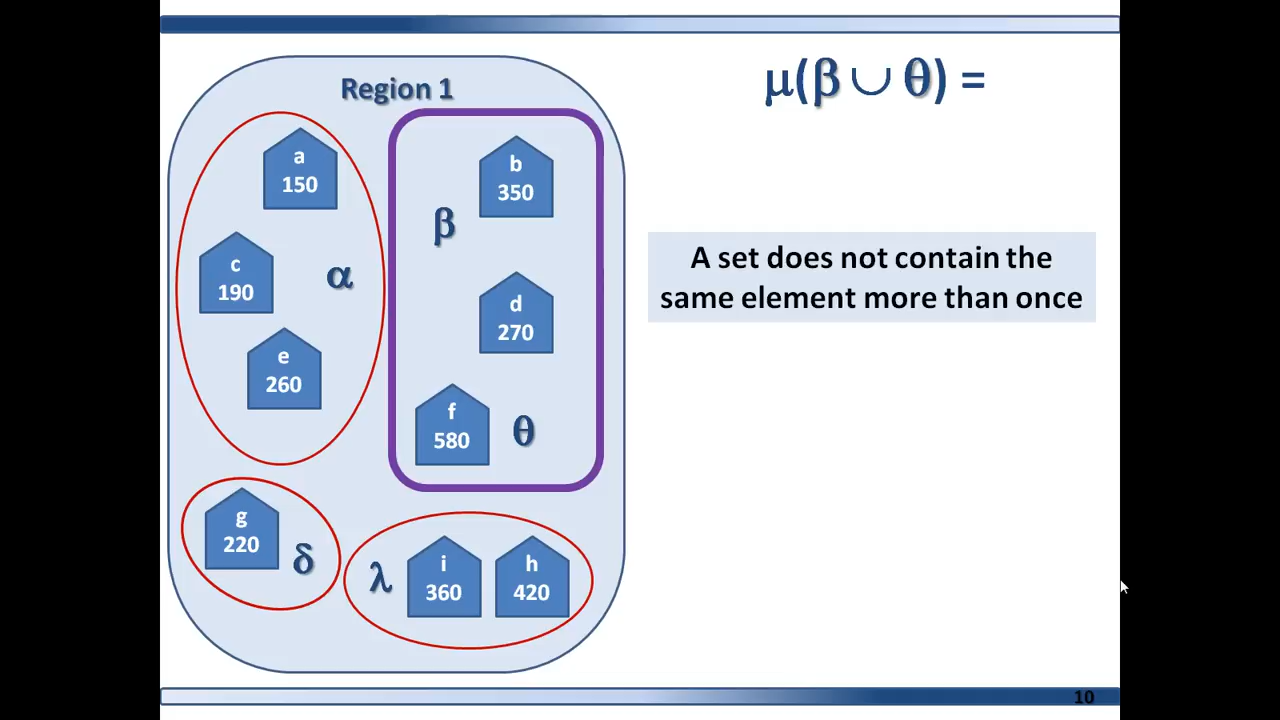 μ(β ∪ θ) =
Region 1
a
150
b
350
β
c
190
α
A set does not contain the
same element more than once
d
270
e
260
f
580
θ
g
220
δ
λ
i
360
h
420
10